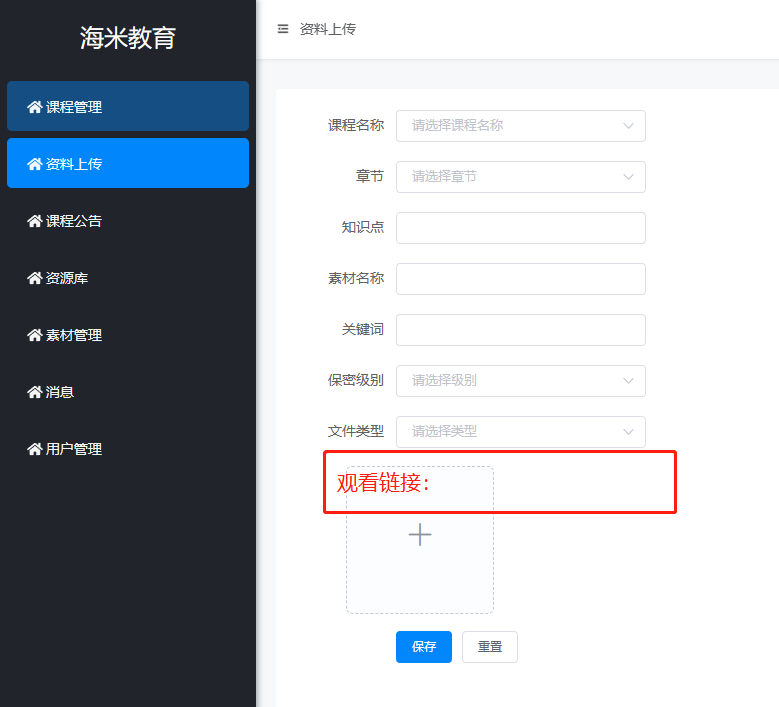 海米教育
课程管理
资料上传
课程公告
资源库
素材管理
消息
用户管理
资料上传
课程名称 请选择课程名称
章节 请选择章节
知识点
素材名称
关键词
保密级别 请选择级别
文件类型 请选择类型
观看链接：
保存 重置